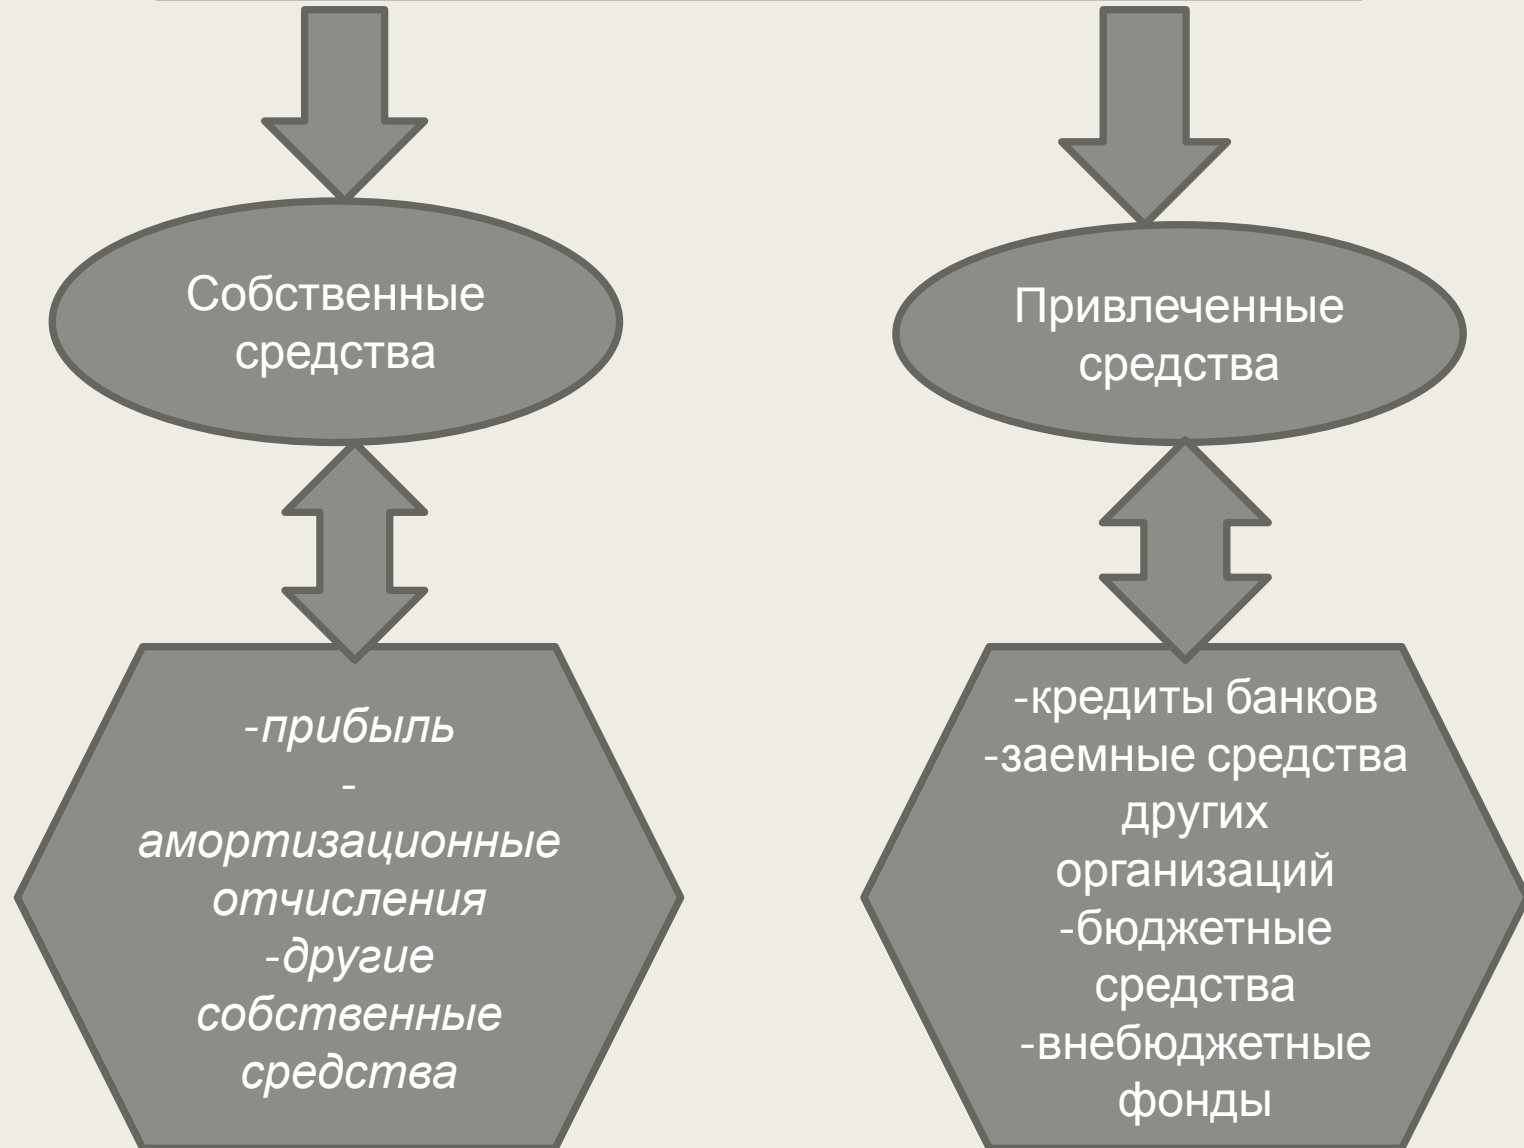 Собственные
средства
-прибыль
-
амортизационные
отчисления
-другие
собственные
средства
Привлеченные
средства
-кредиты банков
-заемные средства
других
организаций
-бюджетные
средства
-внебюджетные
фонды